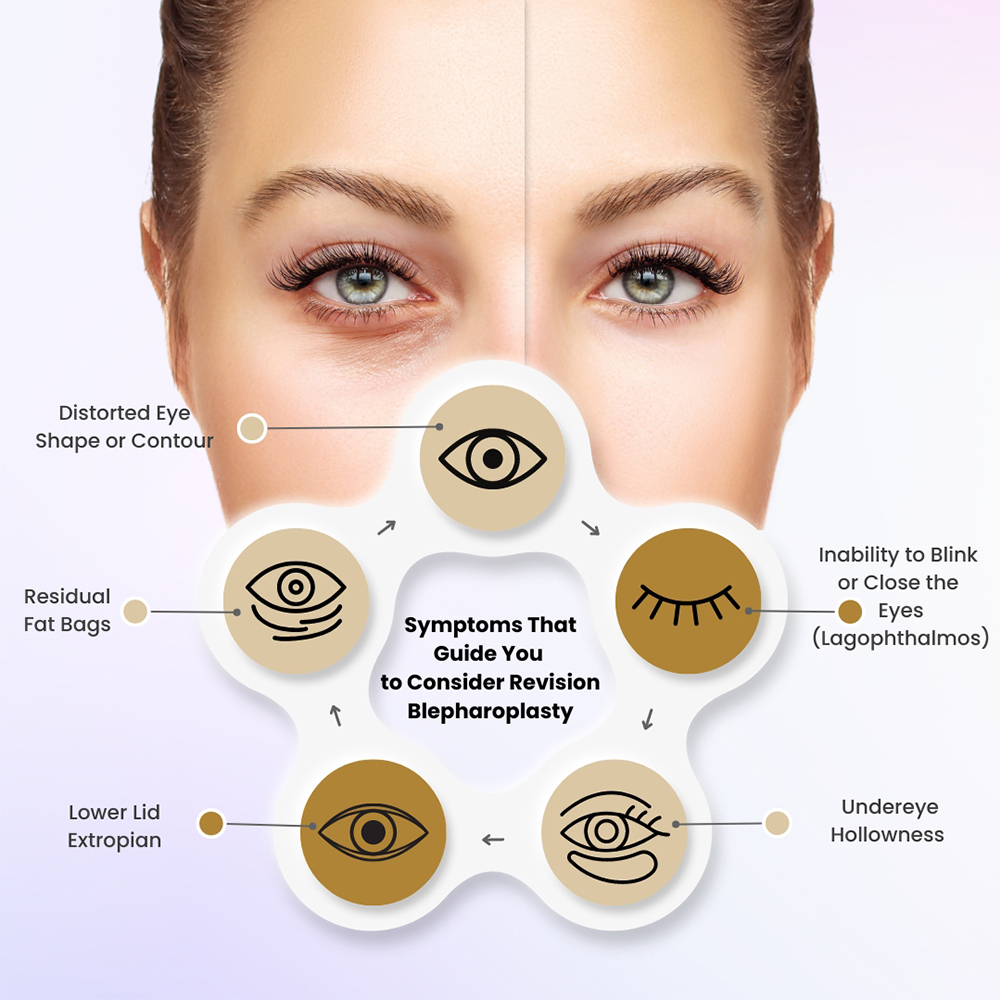 Distorted Eye
Shape or Contour
Inability to Blink
or Close the
Eyes
(Lagophthalmos)
Residual
Fat Bags
Symptoms That
Guide You
to Consider Revision
Blepharoplasty
Lower Lid
Extropian
Undereye
Hollowness